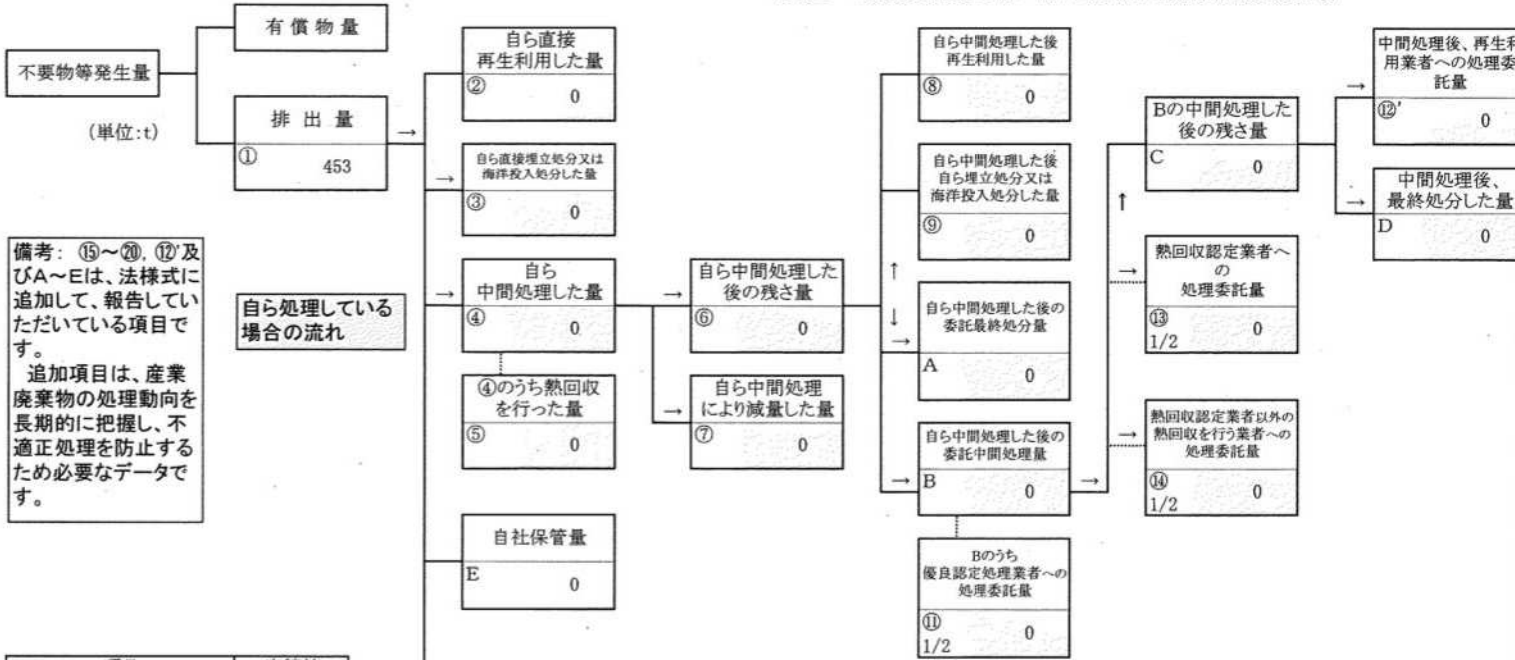 有償物量
不要物等発生量
(単位:t)
排出量
①
453
→
備考: ⑮～⑳, ⑫'及
びA～Eは、法様式に
追加して、報告してい
ただいている項目で
す。
追加項目は、産業
廃棄物の処理動向を
長期的に把握し、不
適正処理を防止する
ため必要なデータで
す。
自ら処理している
場合の流れ
自ら直接
再生利用した量
②
0
→
自ら直接埋立処分又は
海洋投入処分した量
③
0
→
自ら
中間処理した量
④
0
④のうち熱回収
を行った量
⑤
0
自社保管量
E
0
→
自ら中間処理した
後の残さ量
⑥
0
→
自ら中間処理
により減量した量
⑦
0
自ら中間処理した後
再生利用した量
⑧
0
自ら中間処理した後
自ら埋立処分又は
海洋投入処分した量
⑨
0
↑
↓
→
自ら中間処理した後の
委託最終処分量
A
0
→
自ら中間処理した後の
委託中間処理量
B
0
→
Bのうち
優良認定処理業者への
処理委託量
⑪
1/2
0
Bの中間処理した
後の残さ量
C
0
↑
→
熱回収認定業者へ
の
処理委託量
⑬
1/2
0
→
熱回収認定業者以外の
熱回収を行う業者への
処理委託量
⑭
1/2
0
→
中間処理後、再生利
用業者への処理委
託量
⑫'
0
→
中間処理後、
最終処分した量
D
0